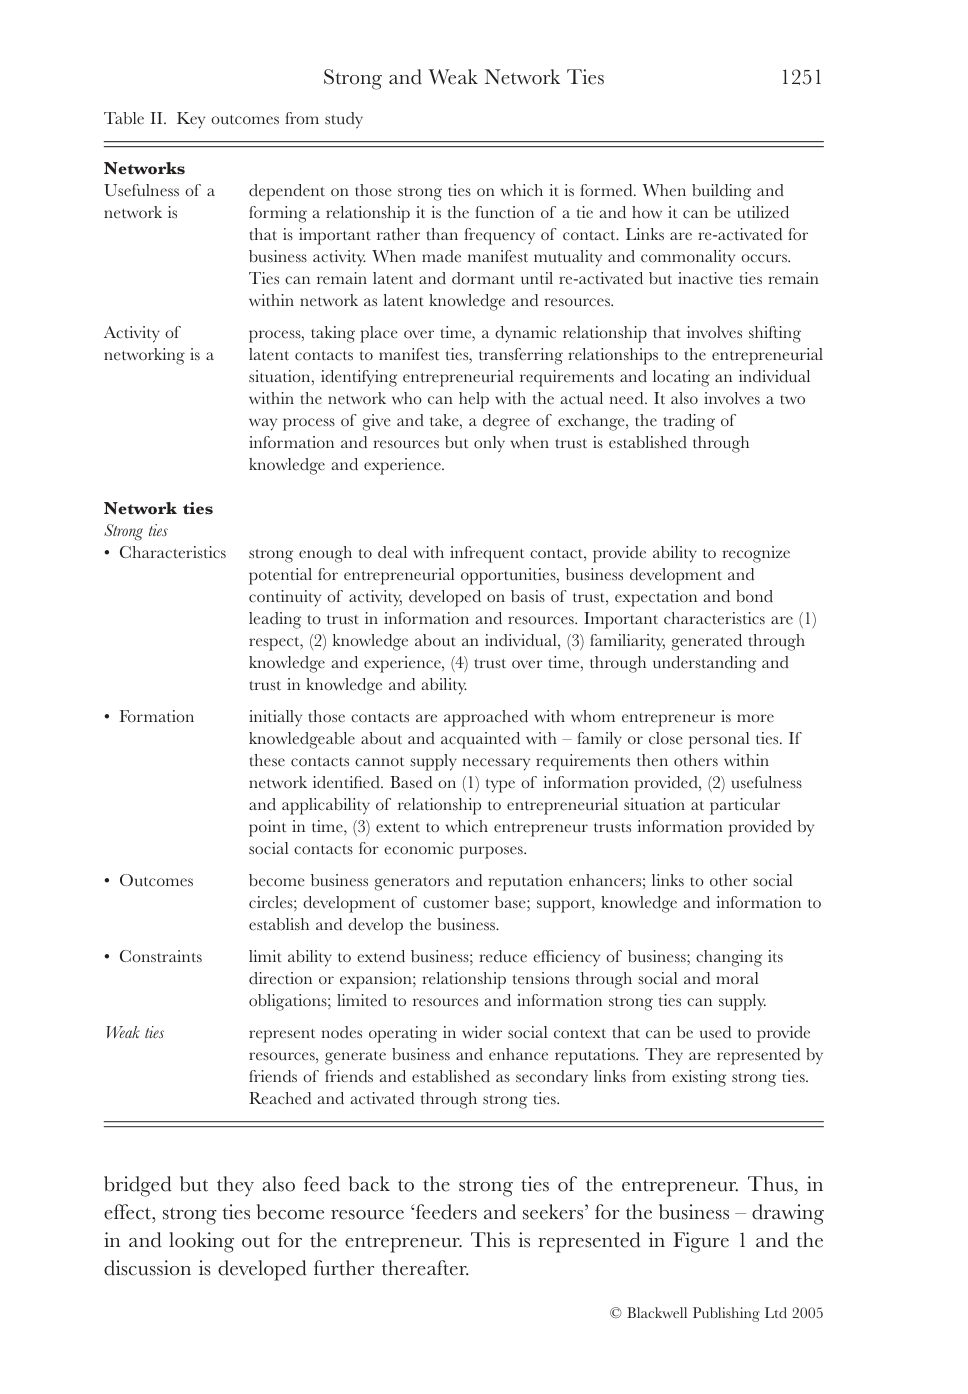 Strong and Weak Network Ties 1251
Table II. Key outcomes from study
Networks
Usefulness of a dependent on those strong ties on which it is formed. When building and
network is forming a relationship it is the function of a tie and how it can be utilized
that is important rather than frequency of contact. Links are re-activated for
business activity. When made manifest mutuality and commonality occurs.
Ties can remain latent and dormant until re-activated but inactive ties remain
within network as latent knowledge and resources.
Activity of process, taking place over time, a dynamic relationship that involves shifting
networking is a latent contacts to manifest ties, transferring relationships to the entrepreneurial
situation, identifying entrepreneurial requirements and locating an individual
within the network who can help with the actual need. It also involves a two
way process of give and take, a degree of exchange, the trading of
information and resources but only when trust is established through
knowledge and experience.
Network ties
Strong ties
• Characteristics strong enough to deal with infrequent contact, provide ability to recognize
potential for entrepreneurial opportunities, business development and
continuity of activity, developed on basis of trust, expectation and bond
leading to trust in information and resources. Important characteristics are (1)
respect, (2) knowledge about an individual, (3) familiarity, generated through
knowledge and experience, (4) trust over time, through understanding and
trust in knowledge and ability.
• Formation initially those contacts are approached with whom entrepreneur is more
knowledgeable about and acquainted with – family or close personal ties. If
these contacts cannot supply necessary requirements then others within
network identified. Based on (1) type of information provided, (2) usefulness
and applicability of relationship to entrepreneurial situation at particular
point in time, (3) extent to which entrepreneur trusts information provided by
social contacts for economic purposes.
• Outcomes become business generators and reputation enhancers; links to other social
circles; development of customer base; support, knowledge and information to
establish and develop the business.
• Constraints limit ability to extend business; reduce efficiency of business; changing its
direction or expansion; relationship tensions through social and moral
obligations; limited to resources and information strong ties can supply.
Weak ties represent nodes operating in wider social context that can be used to provide
resources, generate business and enhance reputations. They are represented by
friends of friends and established as secondary links from existing strong ties.
Reached and activated through strong ties.
bridged but they also feed back to the strong ties of the entrepreneur. Thus, in
effect, strong ties become resource ‘feeders and seekers’ for the business – drawing
in and looking out for the entrepreneur. This is represented in Figure 1 and the
discussion is developed further thereafter.
© Blackwell Publishing Ltd 2005